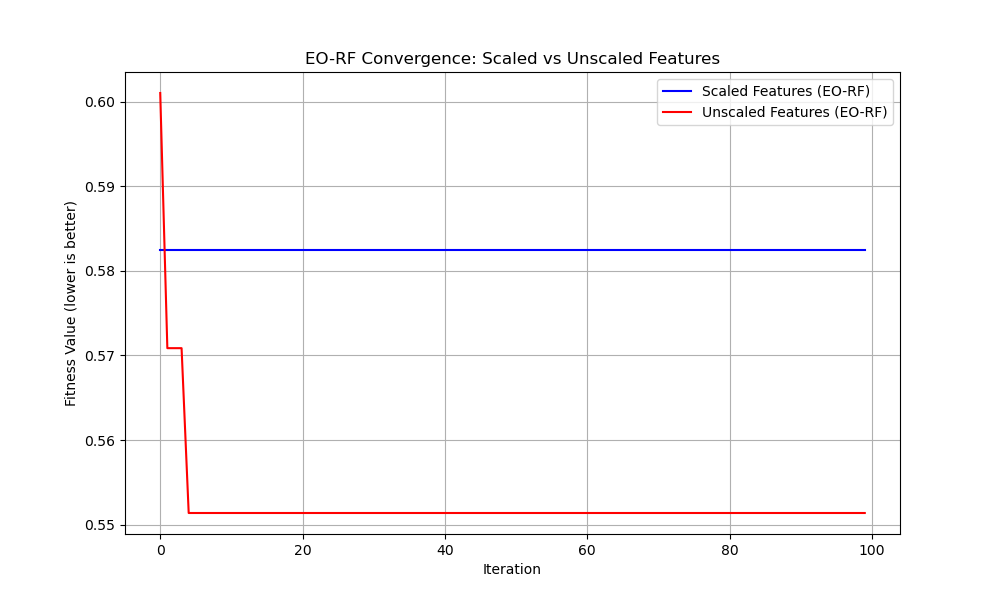 EO-RF Convergence: Scaled vs Unscaled Features
Scaled Features (EO-RF)
Unscaled Features (EO-RF)
Fitness Value (lower is better)
0.60
0.59
0.58
0.57
0.56
0.55
0 20 40 60 80 100
Iteration